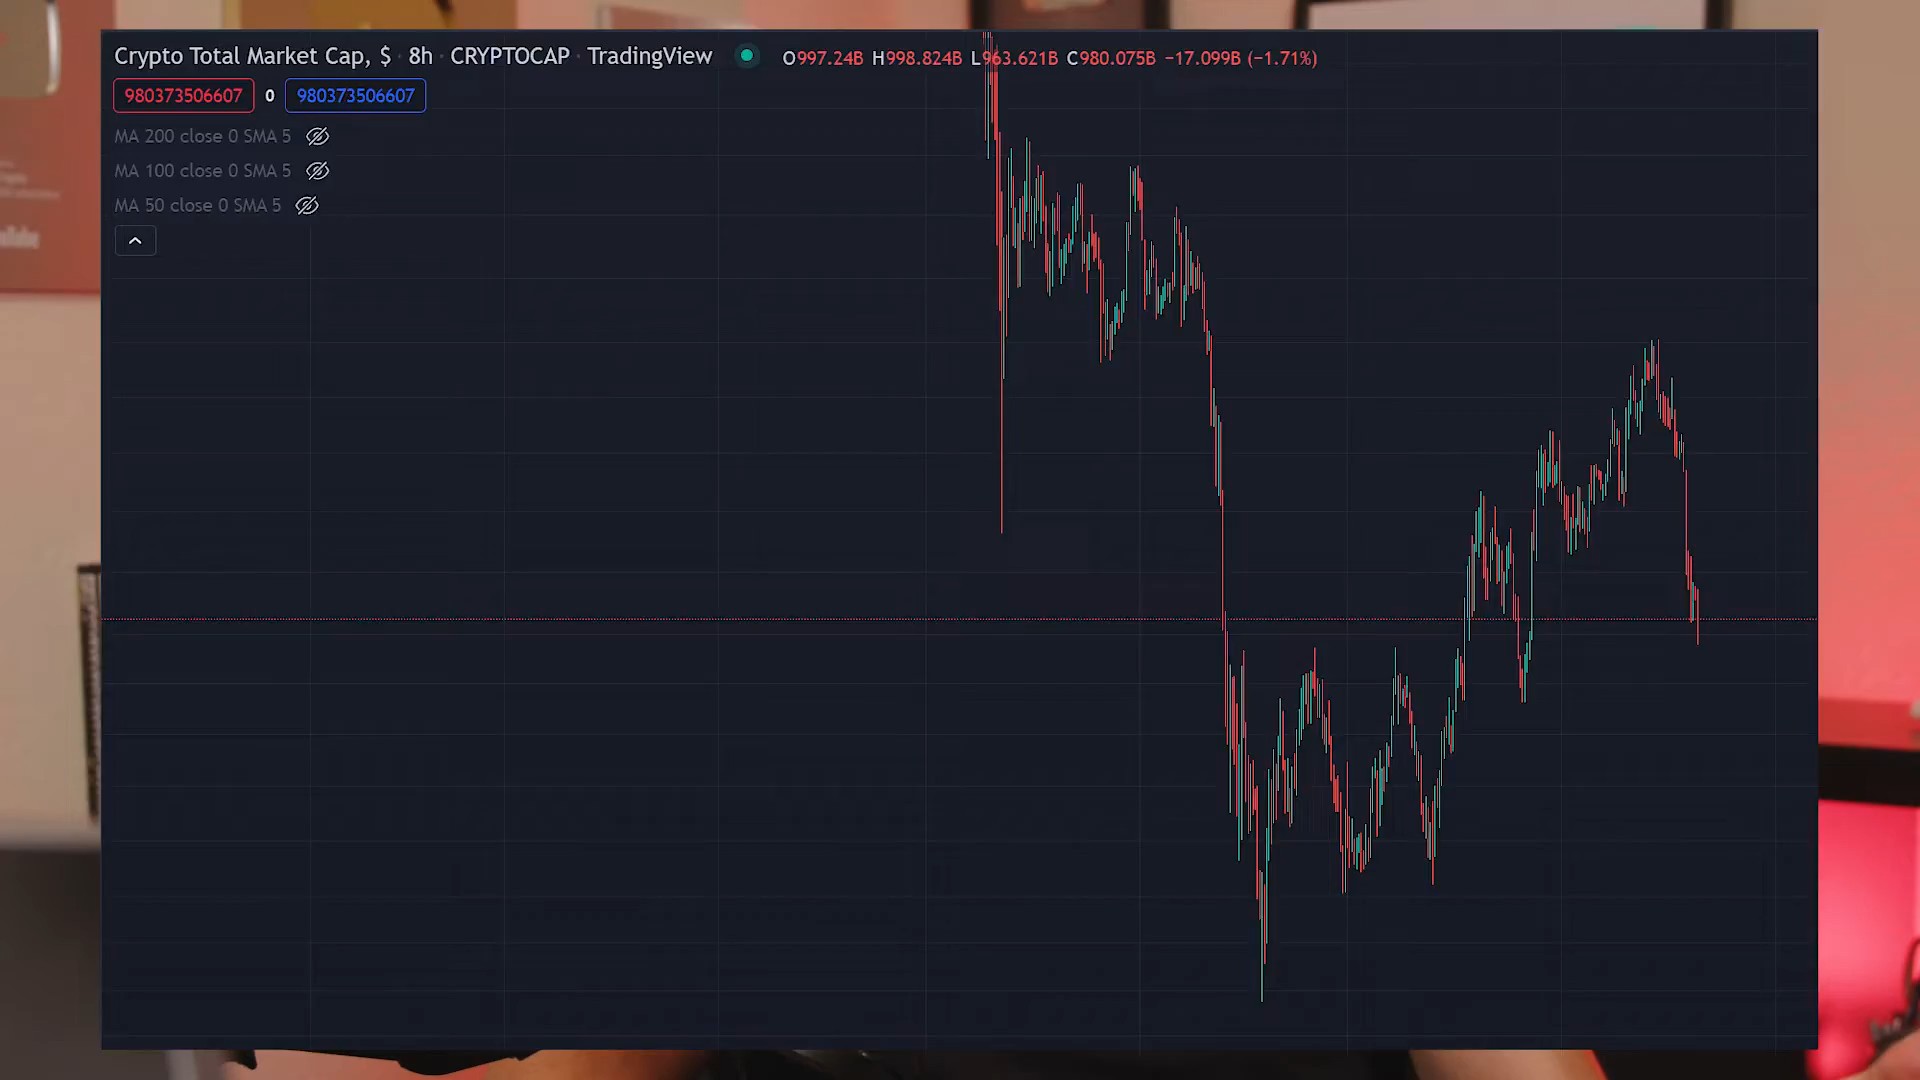 Crypto Total Market Cap, $ · 8h · CRYPTOCAP · TradingView
O997.24B H998.824B L963.621B C980.075B −17.099B (−1.71%)
980373506607 0 980373506607
MA 200 close 0 SMA 5
MA 100 close 0 SMA 5
MA 50 close 0 SMA 5